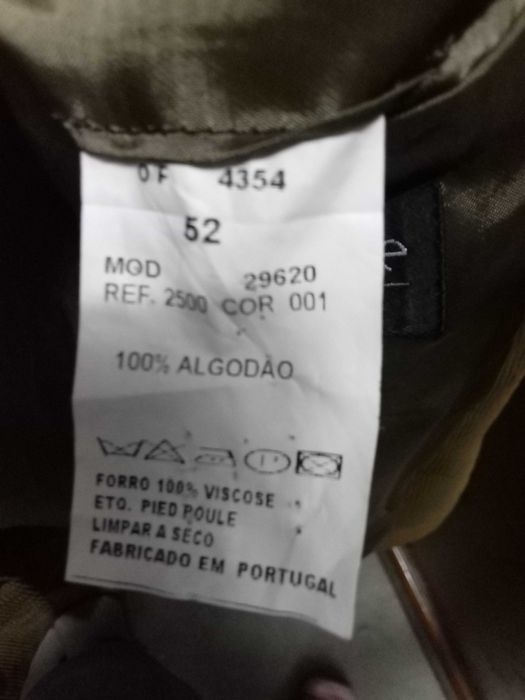 OF 4354
52
MOD 29620
REF. 2500 COR 001
100% ALGODÃO
P
FORRO 100% VISCOSE
ETQ. PIED POULE
LIMPAR A SECO
FABRICADO EM PORTUGAL